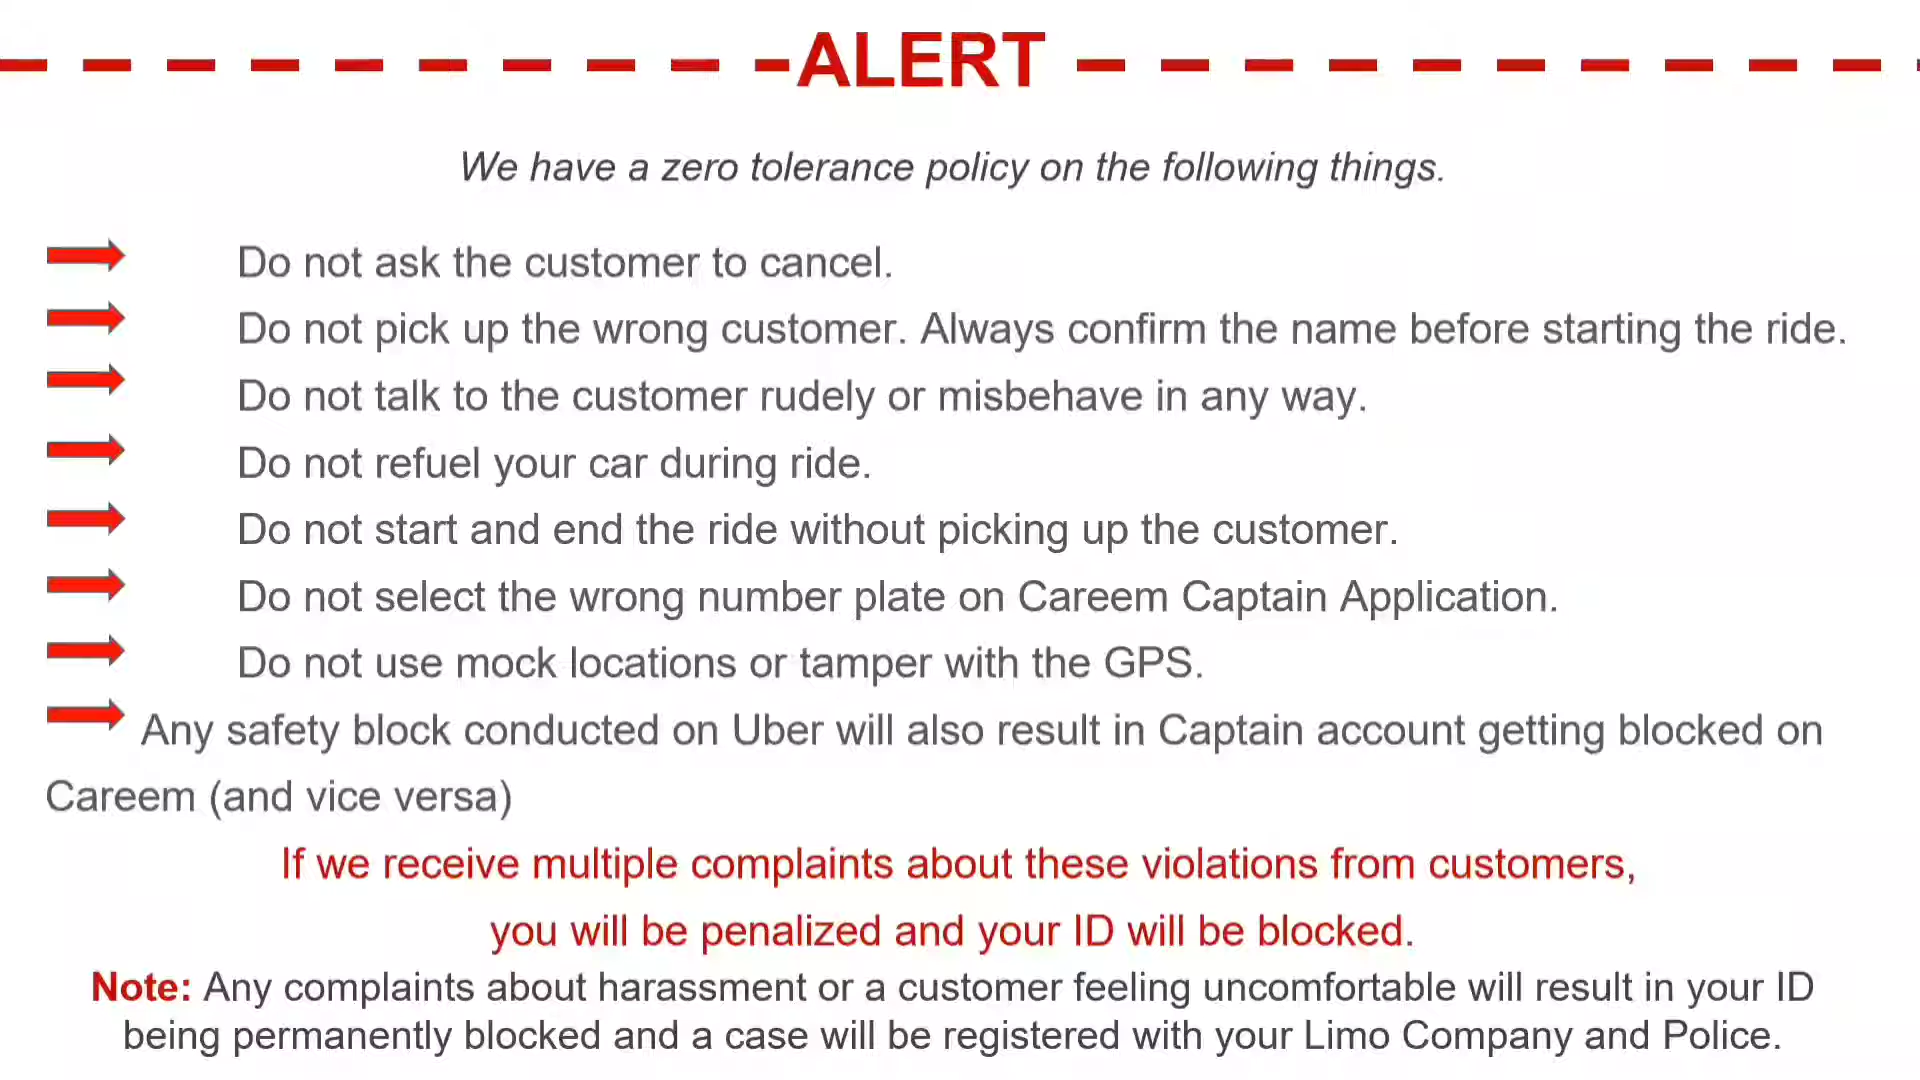 ALERT
We have a zero tolerance policy on the following things.
Do not ask the customer to cancel.
Do not pick up the wrong customer. Always confirm the name before starting the ride.
Do not talk to the customer rudely or misbehave in any way.
Do not refuel your car during ride.
Do not start and end the ride without picking up the customer.
Do not select the wrong number plate on Careem Captain Application.
Do not use mock locations or tamper with the GPS.
Any safety block conducted on Uber will also result in Captain account getting blocked on
Careem (and vice versa)
If we receive multiple complaints about these violations from customers,
you will be penalized and your ID will be blocked.
Note: Any complaints about harassment or a customer feeling uncomfortable will result in your ID
being permanently blocked and a case will be registered with your Limo Company and Police.